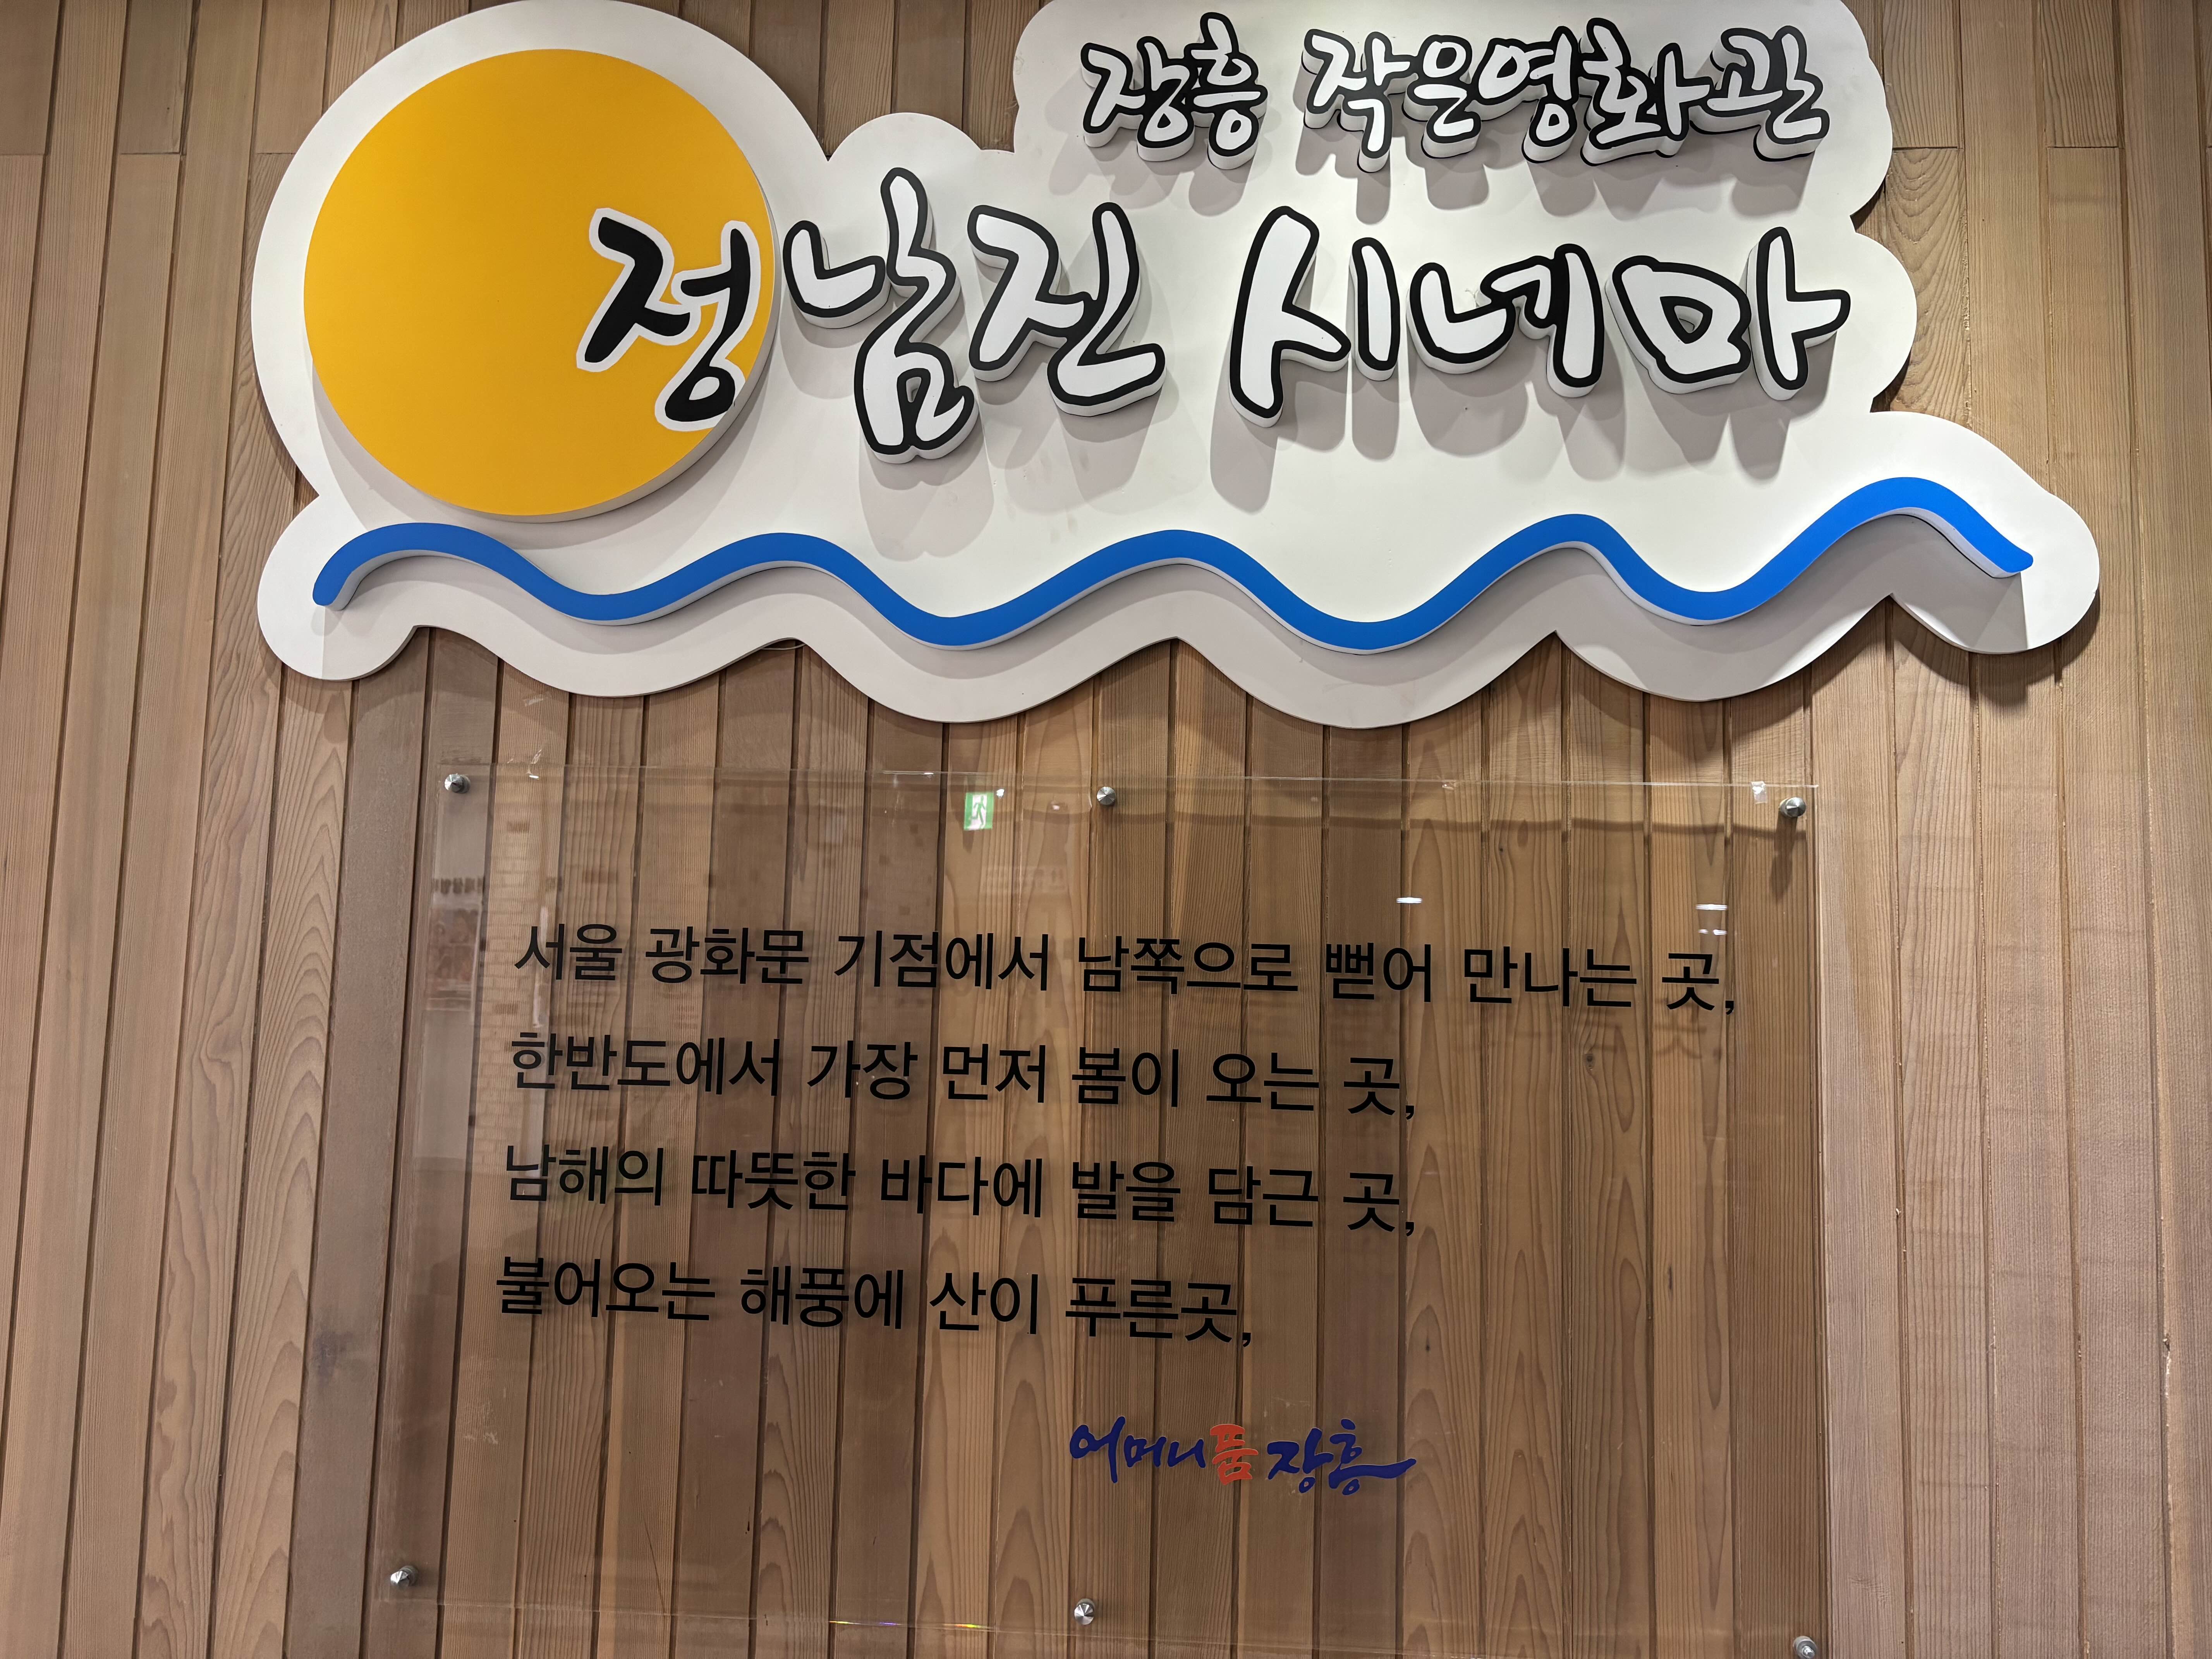 장흥 작은영화관
정남진 시네마
서울 광화문 기점에서 남쪽으로 뻗어 만나는 곳,
한반도에서 가장 먼저 봄이 오는 곳,
남해의 따뜻한 바다에 발을 담근 곳,
불어오는 해풍에 산이 푸른곳,
어머니품 장흥